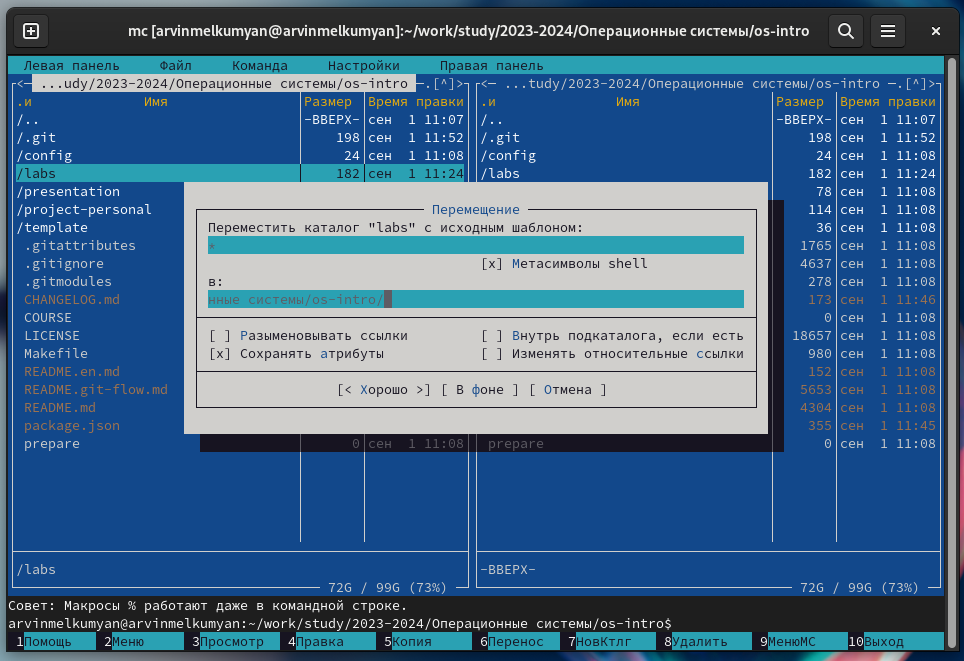 mc [arvinmelkumyan@arvinmelkumyan]:~/work/study/2023-2024/Операционные системы/os-intro
Левая панель Файл Команда Настройки Правая панель
<— ...udy/2023-2024/Операционные системы/os-intro —.[^]> <— ...tudy/2023-2024/Операционные системы/os-intro —.[^]>
.и Имя Размер Время правки .и Имя Размер Время правки
/.. -ВВЕРХ- сен 1 11:07 /.. -ВВЕРХ- сен 1 11:07
/.git 198 сен 1 11:52 /.git 198 сен 1 11:52
/config 24 сен 1 11:08 /config 24 сен 1 11:08
/labs 182 сен 1 11:24 /labs 182 сен 1 11:24
/presentation 78 сен 1 11:08
/project-personal Перемещение 114 сен 1 11:08
/template Переместить каталог "labs" с исходным шаблоном: 36 сен 1 11:08
.gitattributes * 1765 сен 1 11:08
.gitignore [x] Метасимволы shell 4637 сен 1 11:08
.gitmodules в: 278 сен 1 11:08
CHANGELOG.md нные системы/os-intro/ 173 сен 1 11:46
COURSE 0 сен 1 11:08
LICENSE [ ] Разыменовывать ссылки [ ] Внутрь подкаталога, если есть 18657 сен 1 11:08
Makefile [x] Сохранять атрибуты [ ] Изменять относительные ссылки 980 сен 1 11:08
README.en.md 152 сен 1 11:08
README.git-flow.md [< Хорошо >] [ В фоне ] [ Отмена ] 5653 сен 1 11:08
README.md 4304 сен 1 11:08
package.json 355 сен 1 11:45
prepare 0 сен 1 11:08 prepare 0 сен 1 11:08
/labs -ВВЕРХ-
72G / 99G (73%) 72G / 99G (73%)
Совет: Макросы % работают даже в командной строке.
arvinmelkumyan@arvinmelkumyan:~/work/study/2023-2024/Операционные системы/os-intro$
1Помощь 2Меню 3Просмотр 4Правка 5Копия 6Перенос 7НовКтлг 8Удалить 9МенюМС 10Выход